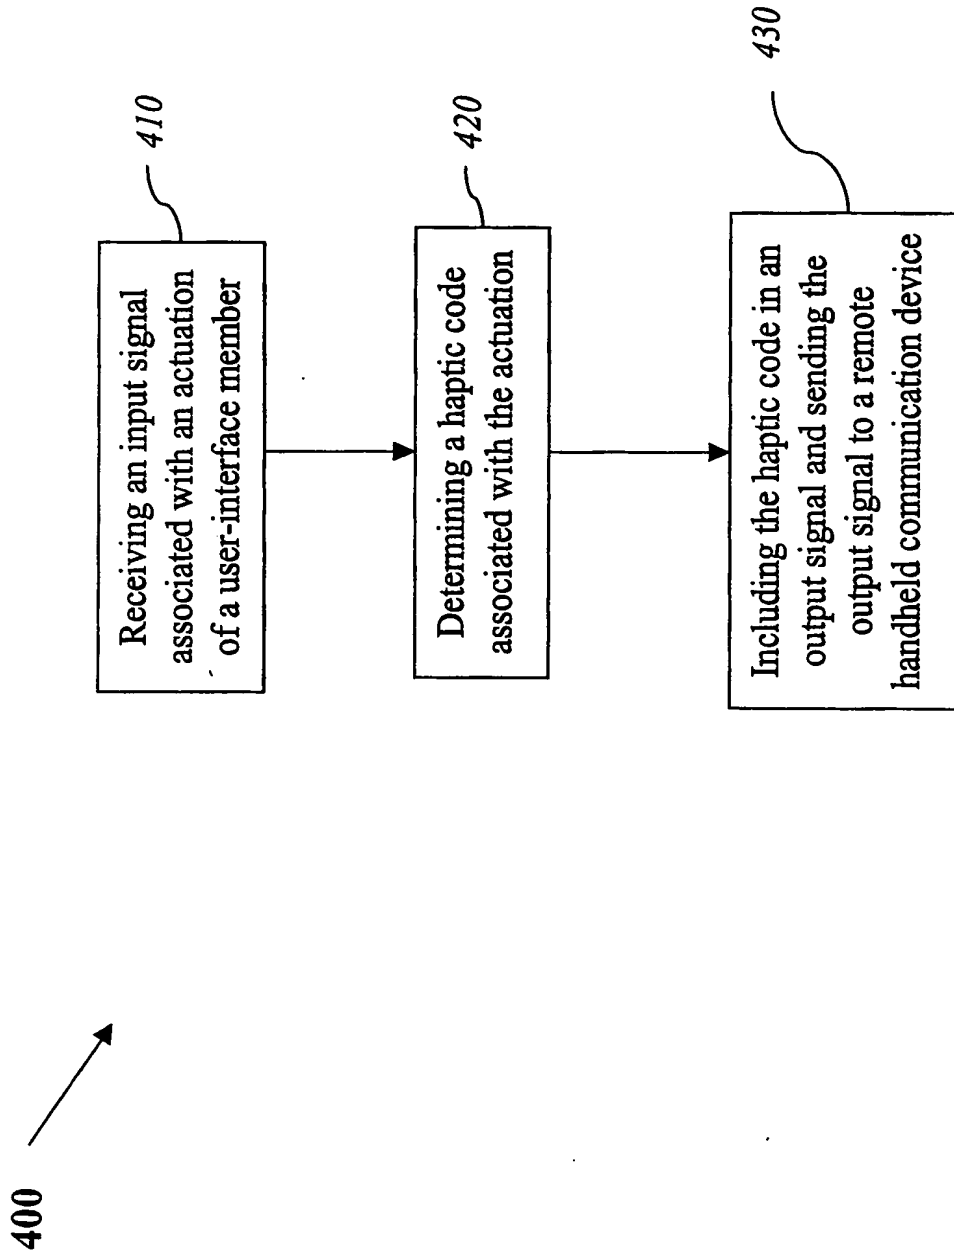 400
Receiving an input signal
associated with an actuation
of a user-interface member
410
Determining a haptic code
associated with the actuation
420
Including the haptic code in an
output signal and sending the
output signal to a remote
handheld communication device
430